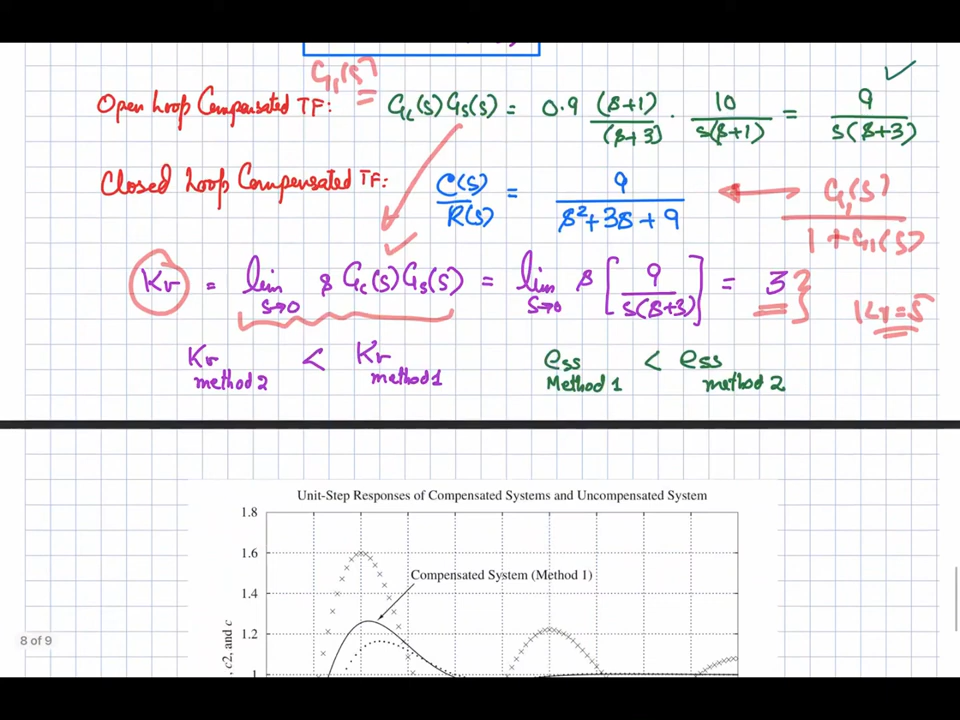 G₁(s)
Open Loop Compensated TF: Gc(s)Gs(s) = 0.9 (s+1)/(s+3) · 10/s(s+1) = 9/s(s+3)
Closed Loop Compensated TF: C(s)/R(s) = 9/s²+3s+9
G₁(s)/1+G₁(s)
Kv = lim s→0 s Gc(s)Gs(s) = lim s→0 s [9/s(s+3)] = 3
Kv=5
Kv method 2 < Kv method 1
ess Method 1 < ess method 2
Unit-Step Responses of Compensated Systems and Uncompensated System
1.8
1.6
Compensated System (Method 1)
1.4
1.2
1
, c2, and c
8 of 9